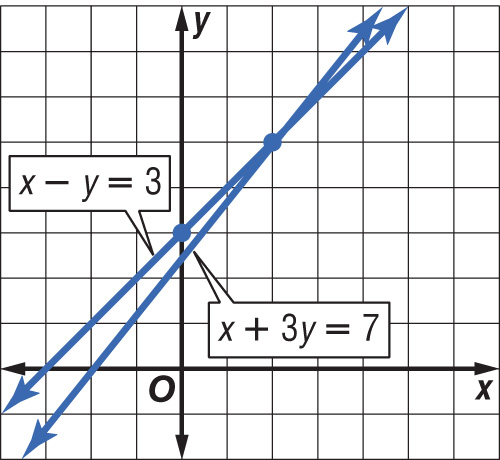 y
x − y = 3
x + 3y = 7
O
x